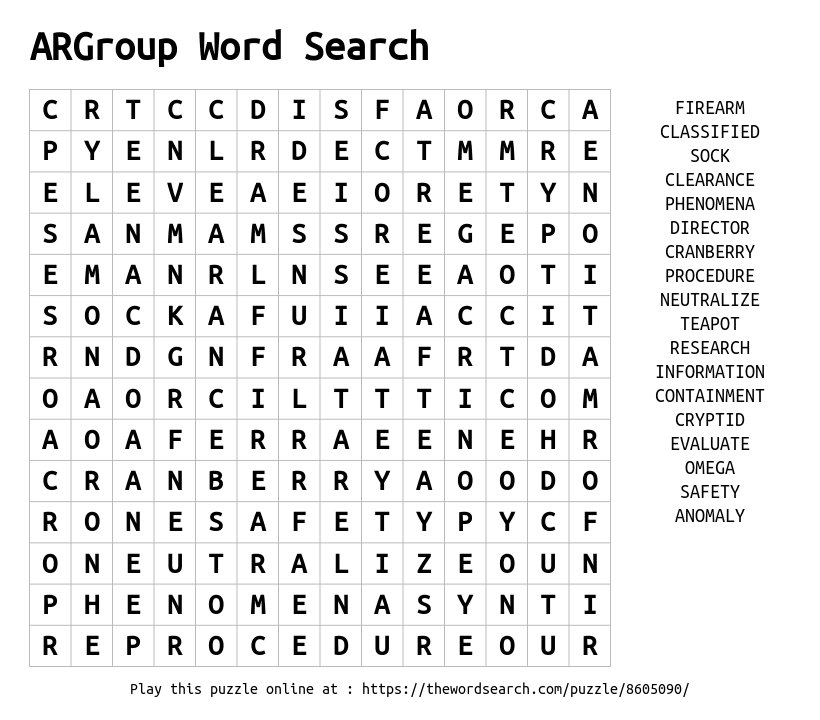 ARGroup Word Search
C R T C C D I S F A O R C A
P Y E N L R D E C T M M R E
E L E V E A E I O R E T Y N
S A N M A M S S R E G E P O
E M A N R L N S E E A O T I
S O C K A F U I I A C C I T
R N D G N F R A A F R T D A
O A O R C I L T T T I C O M
A O A F E R R A E E N E H R
C R A N B E R R Y A O O D O
R O N E S A F E T Y P Y C F
O N E U T R A L I Z E O U N
P H E N O M E N A S Y N T I
R E P R O C E D U R E O U R
FIREARM
CLASSIFIED
SOCK
CLEARANCE
PHENOMENA
DIRECTOR
CRANBERRY
PROCEDURE
NEUTRALIZE
TEAPOT
RESEARCH
INFORMATION
CONTAINMENT
CRYPTID
EVALUATE
OMEGA
SAFETY
ANOMALY
Play this puzzle online at : https://thewordsearch.com/puzzle/8605090/